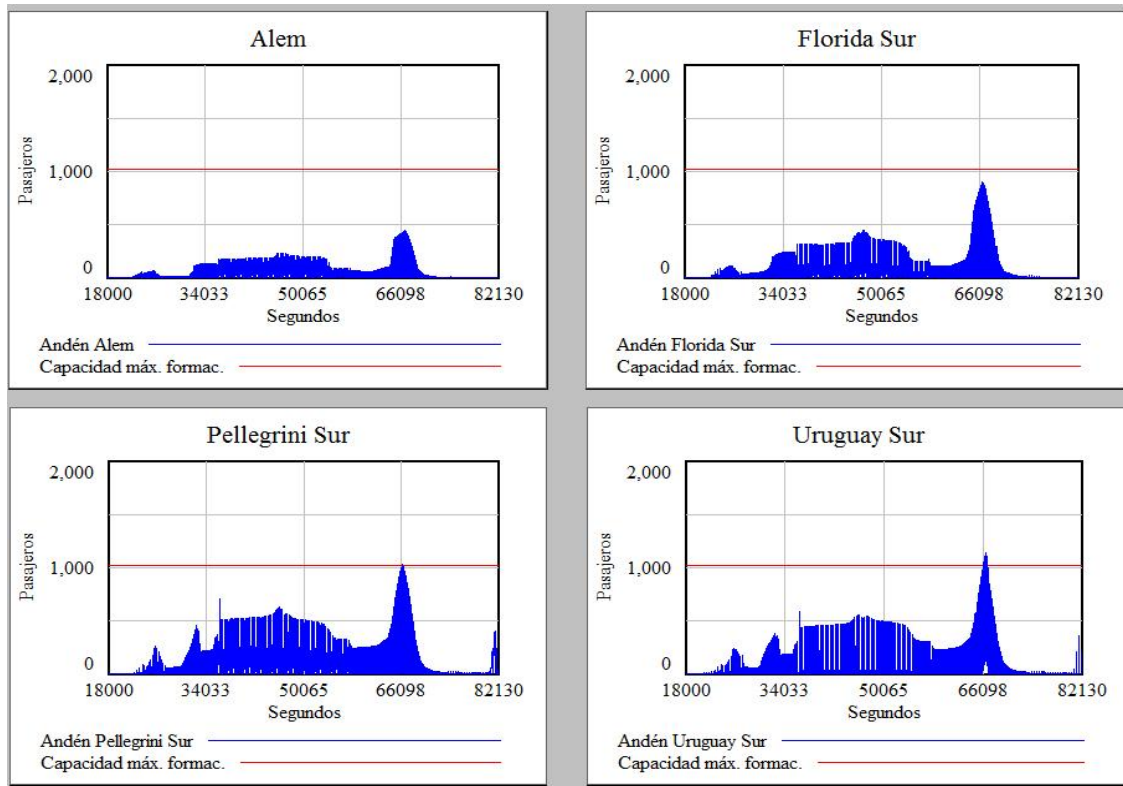 Alem
2,000
1,000
0
Pasajeros
18000 34033 50065 66098 82130
Segundos
Andén Alem
Capacidad máx. formac.
Florida Sur
2,000
1,000
0
Pasajeros
18000 34033 50065 66098 82130
Segundos
Andén Florida Sur
Capacidad máx. formac.
Pellegrini Sur
2,000
1,000
0
Pasajeros
18000 34033 50065 66098 82130
Segundos
Andén Pellegrini Sur
Capacidad máx. formac.
Uruguay Sur
2,000
1,000
0
Pasajeros
18000 34033 50065 66098 82130
Segundos
Andén Uruguay Sur
Capacidad máx. formac.